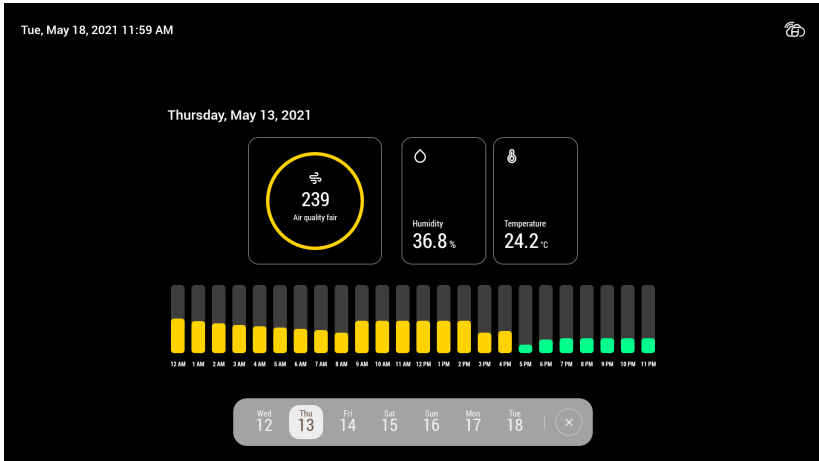 Tue, May 18, 2021 11:59 AM
Thursday, May 13, 2021
239
Air quality fair
Humidity
36.8 %
Temperature
24.2 °C
12 AM 1 AM 2 AM 3 AM 4 AM 5 AM 6 AM 7 AM 8 AM 9 AM 10 AM 11 AM 12 PM 1 PM 2 PM 3 PM 4 PM 5 PM 6 PM 7 PM 8 PM 9 PM 10 PM 11 PM
Wed Thu Fri Sat Sun Mon Tue
12 13 14 15 16 17 18